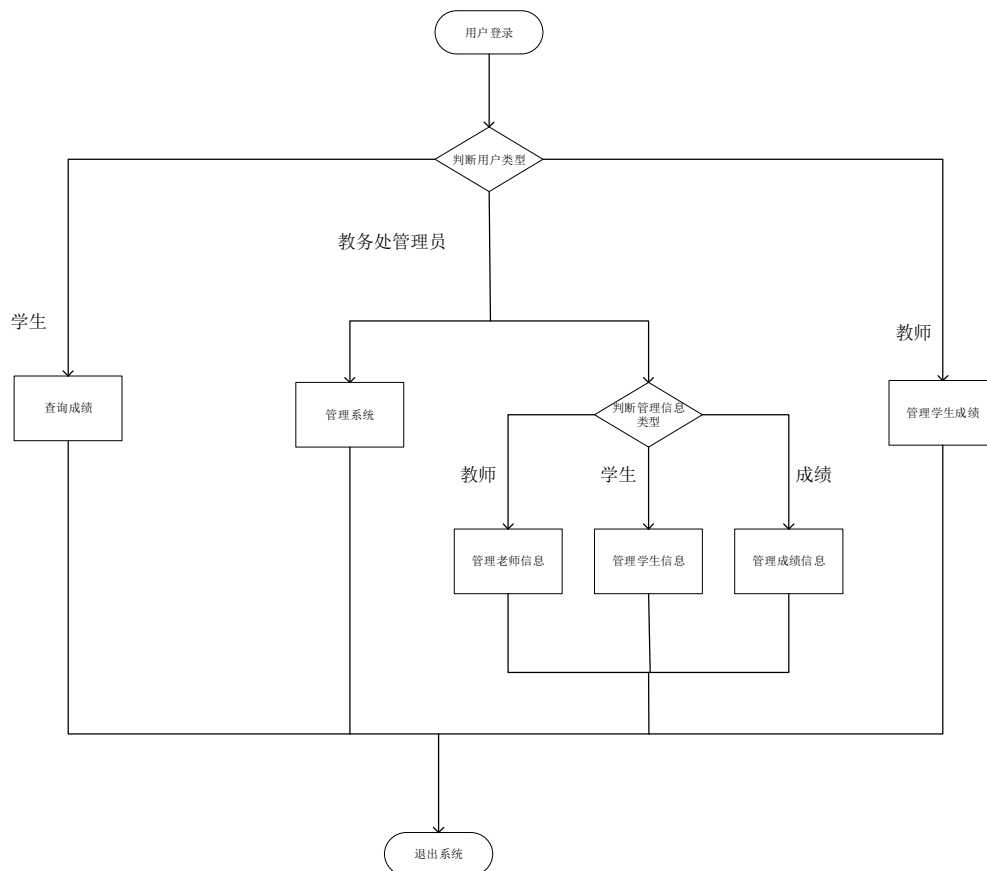 用户登录
判断用户类型
教务处管理员
学生
教师
查询成绩
管理系统
判断管理信息
类型
管理学生成绩
教师
学生
成绩
管理老师信息
管理学生信息
管理成绩信息
退出系统